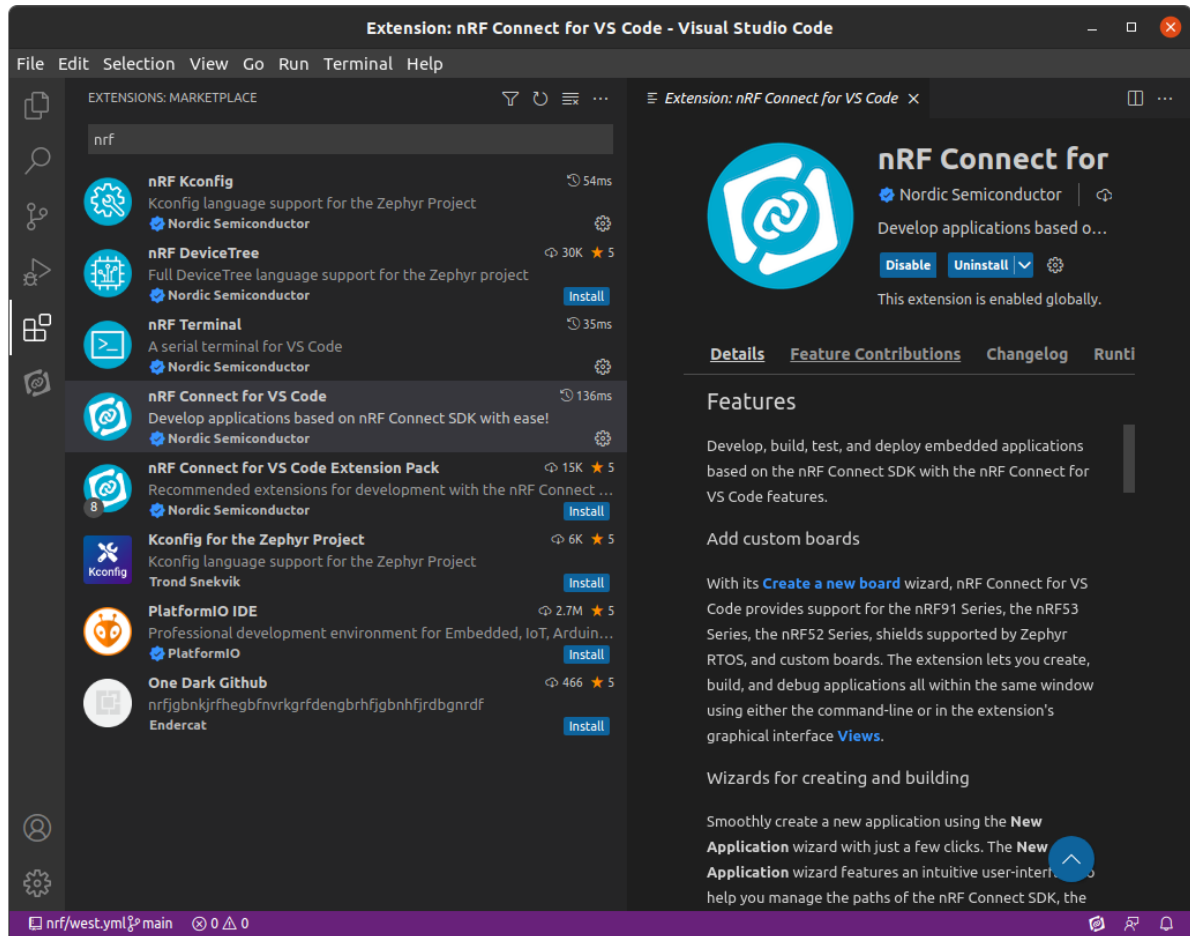 Extension: nRF Connect for VS Code - Visual Studio Code
File Edit Selection View Go Run Terminal Help
EXTENSIONS: MARKETPLACE
nrf
nRF Kconfig 54ms
Kconfig language support for the Zephyr Project
Nordic Semiconductor
nRF DeviceTree 30K ★ 5
Full DeviceTree language support for the Zephyr project
Nordic Semiconductor Install
nRF Terminal 35ms
A serial terminal for VS Code
Nordic Semiconductor
nRF Connect for VS Code 136ms
Develop applications based on nRF Connect SDK with ease!
Nordic Semiconductor
nRF Connect for VS Code Extension Pack 15K ★ 5
Recommended extensions for development with the nRF Connect ...
8 Nordic Semiconductor Install
Kconfig for the Zephyr Project 6K ★ 5
Kconfig Kconfig language support for the Zephyr Project
Trond Snekvik Install
PlatformIO IDE 2.7M ★ 5
Professional development environment for Embedded, IoT, Arduin...
PlatformIO Install
One Dark Github 466 ★ 5
nrfjgbnkjrfhegbfnvrkgrfdengbrhfjgbnhfjrdbgnrdf
Endercat Install
Extension: nRF Connect for VS Code ×
nRF Connect for
Nordic Semiconductor
Develop applications based o...
Disable Uninstall
This extension is enabled globally.
Details Feature Contributions Changelog Runti
Features
Develop, build, test, and deploy embedded applications
based on the nRF Connect SDK with the nRF Connect for
VS Code features.
Add custom boards
With its Create a new board wizard, nRF Connect for VS
Code provides support for the nRF91 Series, the nRF53
Series, the nRF52 Series, shields supported by Zephyr
RTOS, and custom boards. The extension lets you create,
build, and debug applications all within the same window
using either the command-line or in the extension's
graphical interface Views.
Wizards for creating and building
Smoothly create a new application using the New
Application wizard with just a few clicks. The New
Application wizard features an intuitive
help you manage the paths of the nRF Connect SDK, the
nrf/west.yml main 0 0